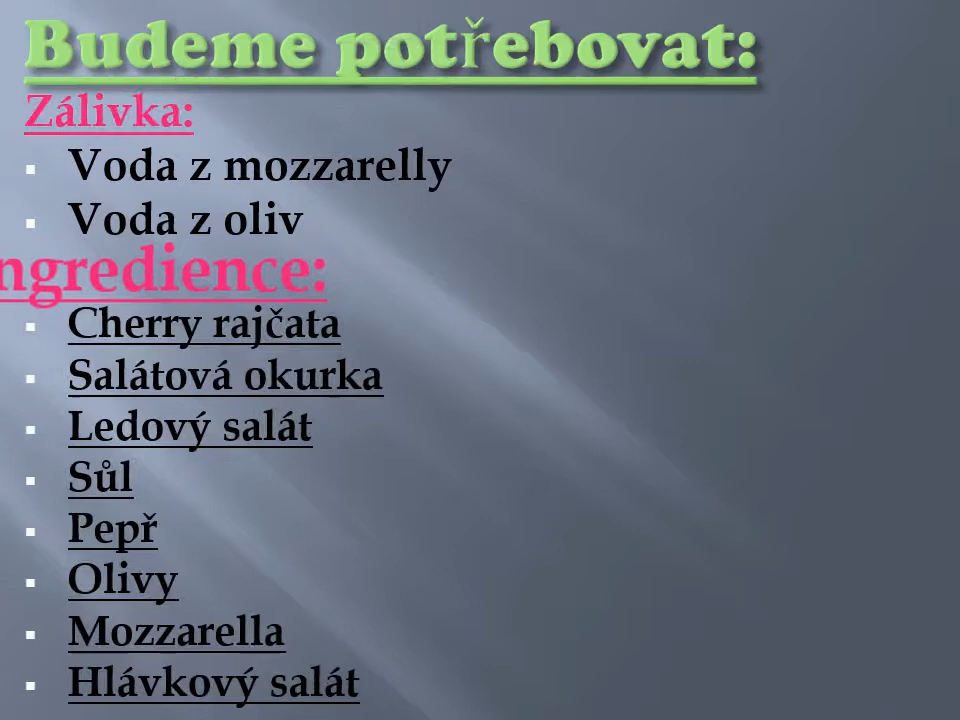 Budeme potřebovat:
Zálivka:
Voda z mozzarelly
Voda z oliv
ngredience:
Cherry rajčata
Salátová okurka
Ledový salát
Sůl
Pepř
Olivy
Mozzarella
Hlávkový salát